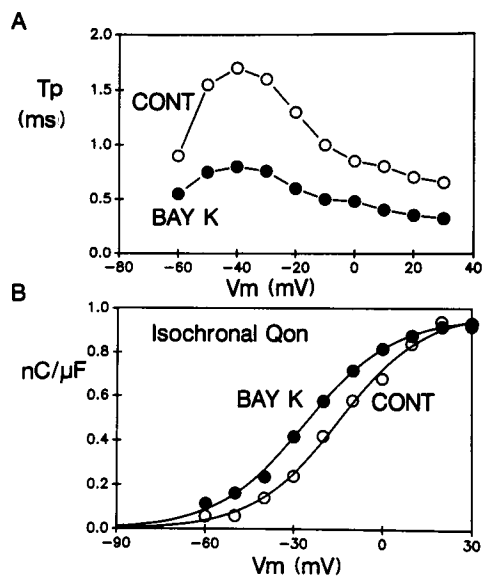 A
Tp
(ms)
2.0
1.5
1.0
0.5
0.0
CONT
BAY K
-80 -60 -40 -20 0 20 40
Vm (mV)
B
nC/μF
1.0
0.8
0.6
0.4
0.2
0.0
Isochronal Qon
BAY K
CONT
-90 -60 -30 0 30
Vm (mV)